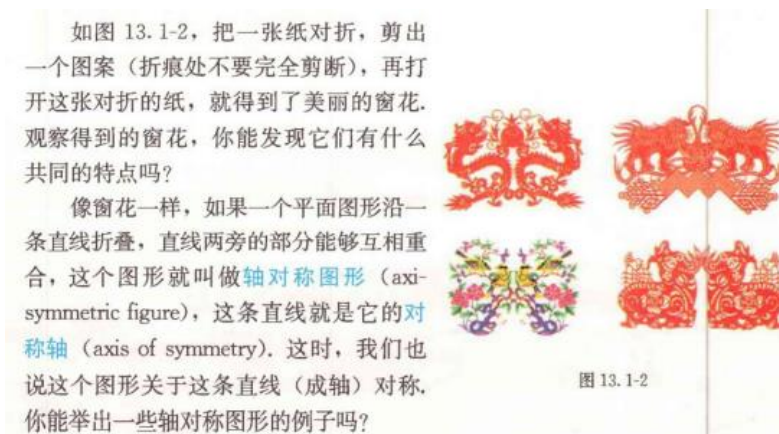 如图 13.1-2，把一张纸对折，剪出
一个图案（折痕处不要完全剪断），再打
开这张对折的纸，就得到了美丽的窗花.
观察得到的窗花，你能发现它们有什么
共同的特点吗？
像窗花一样，如果一个平面图形沿一
条直线折叠，直线两旁的部分能够互相重
合，这个图形就叫做轴对称图形（axi-
symmetric figure），这条直线就是它的对
称轴（axis of symmetry）. 这时，我们也
说这个图形关于这条直线（成轴）对称.
你能举出一些轴对称图形的例子吗？
图 13.1-2